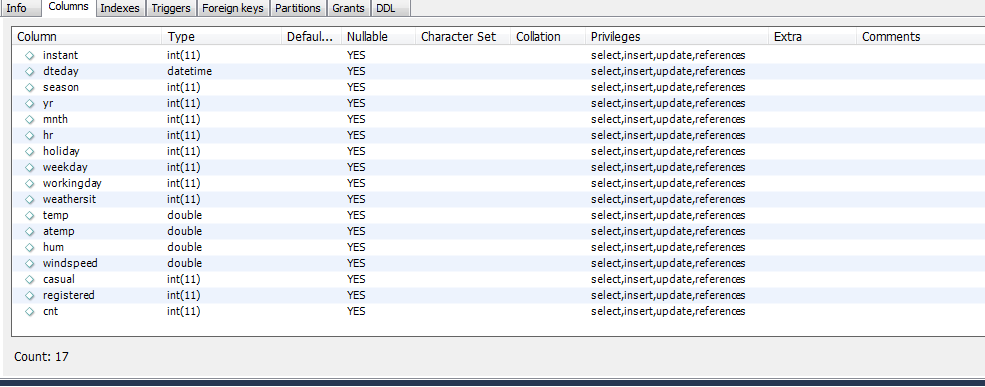 Info Columns Indexes Triggers Foreign keys Partitions Grants DDL
Column Type Defaul... Nullable Character Set Collation Privileges Extra Comments
instant int(11) YES select,insert,update,references
dteday datetime YES select,insert,update,references
season int(11) YES select,insert,update,references
yr int(11) YES select,insert,update,references
mnth int(11) YES select,insert,update,references
hr int(11) YES select,insert,update,references
holiday int(11) YES select,insert,update,references
weekday int(11) YES select,insert,update,references
workingday int(11) YES select,insert,update,references
weathersit int(11) YES select,insert,update,references
temp double YES select,insert,update,references
atemp double YES select,insert,update,references
hum double YES select,insert,update,references
windspeed double YES select,insert,update,references
casual int(11) YES select,insert,update,references
registered int(11) YES select,insert,update,references
cnt int(11) YES select,insert,update,references
Count: 17